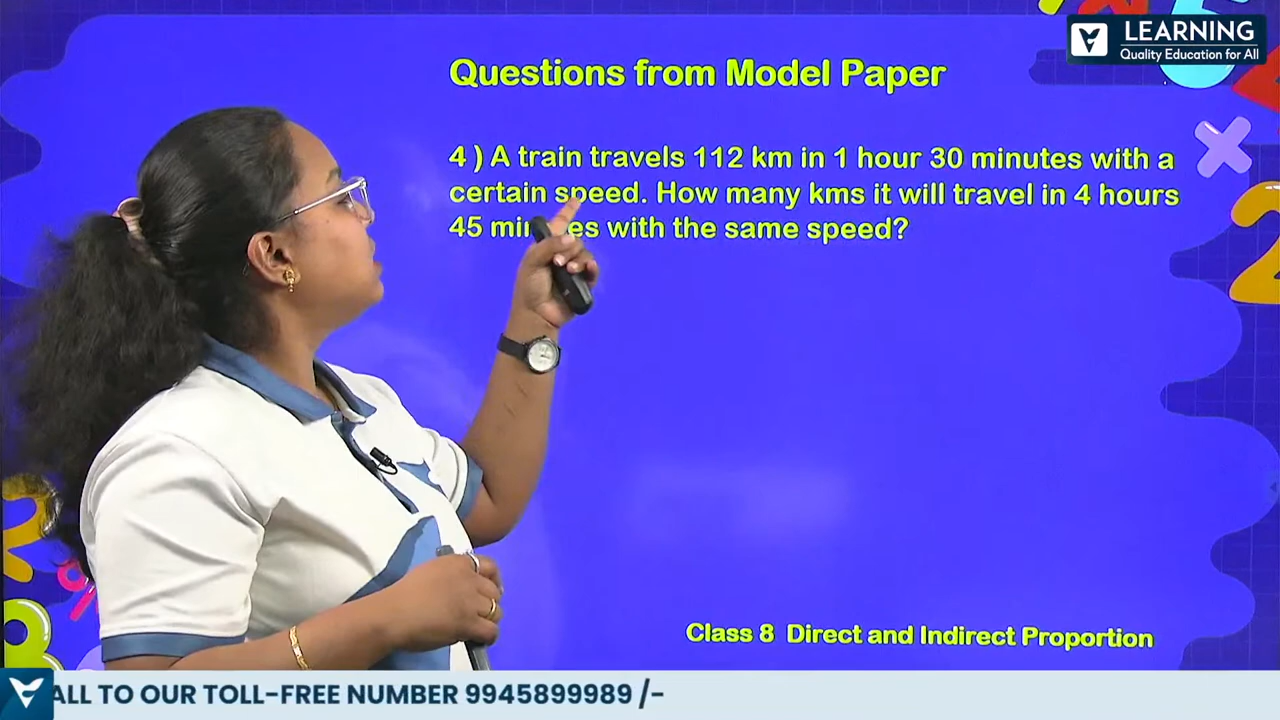 LEARNING
Quality Education for All
Questions from Model Paper
4 ) A train travels 112 km in 1 hour 30 minutes with a
certain speed. How many kms it will travel in 4 hours
45 minutes with the same speed?
Class 8 Direct and Indirect Proportion
ALL TO OUR TOLL-FREE NUMBER 9945899989 /-